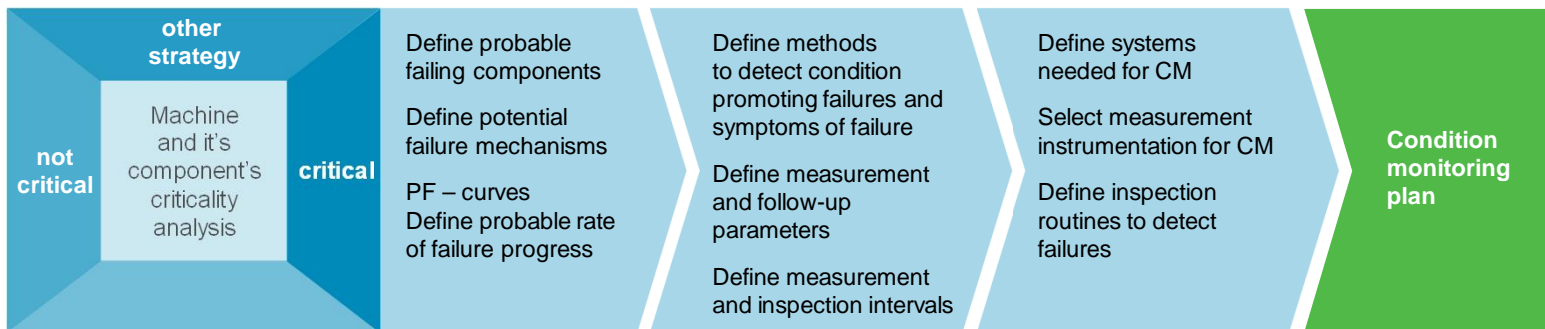 other
strategy
not
critical
Machine
and it's
component's
criticality
analysis
critical
Define probable
failing components
Define potential
failure mechanisms
PF – curves
Define probable rate
of failure progress
Define methods
to detect condition
promoting failures and
symptoms of failure
Define measurement
and follow-up
parameters
Define measurement
and inspection intervals
Define systems
needed for CM
Select measurement
instrumentation for CM
Define inspection
routines to detect
failures
Condition
monitoring
plan